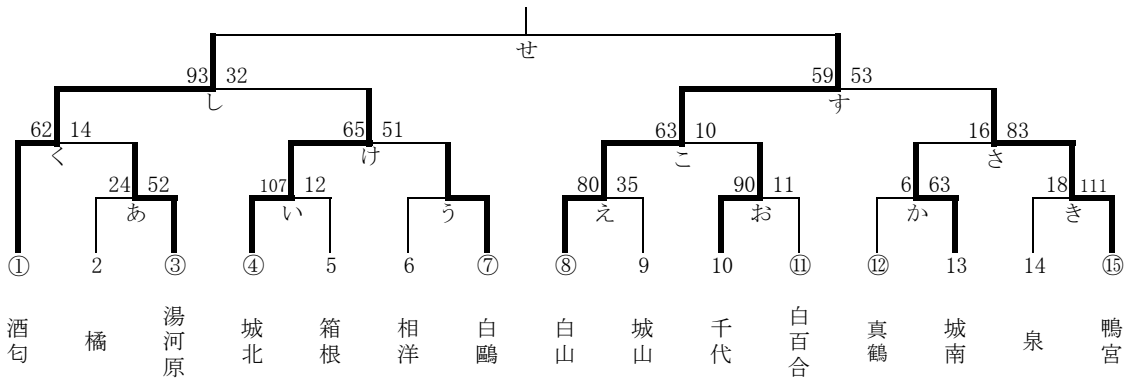 せ
93 32 59 53
し す
62 14 65 51 63 10 16 83
く け こ さ
24 52 107 12 80 35 90 11 6 63 18 111
あ い う え お か き
① 2 ③ ④ 5 6 ⑦ ⑧ 9 10 ⑪ ⑫ 13 14 ⑮
酒匂
橘
湯河原
城北
箱根
相洋
白鷗
白山
城山
千代
白百合
真鶴
城南
泉
鴨宮